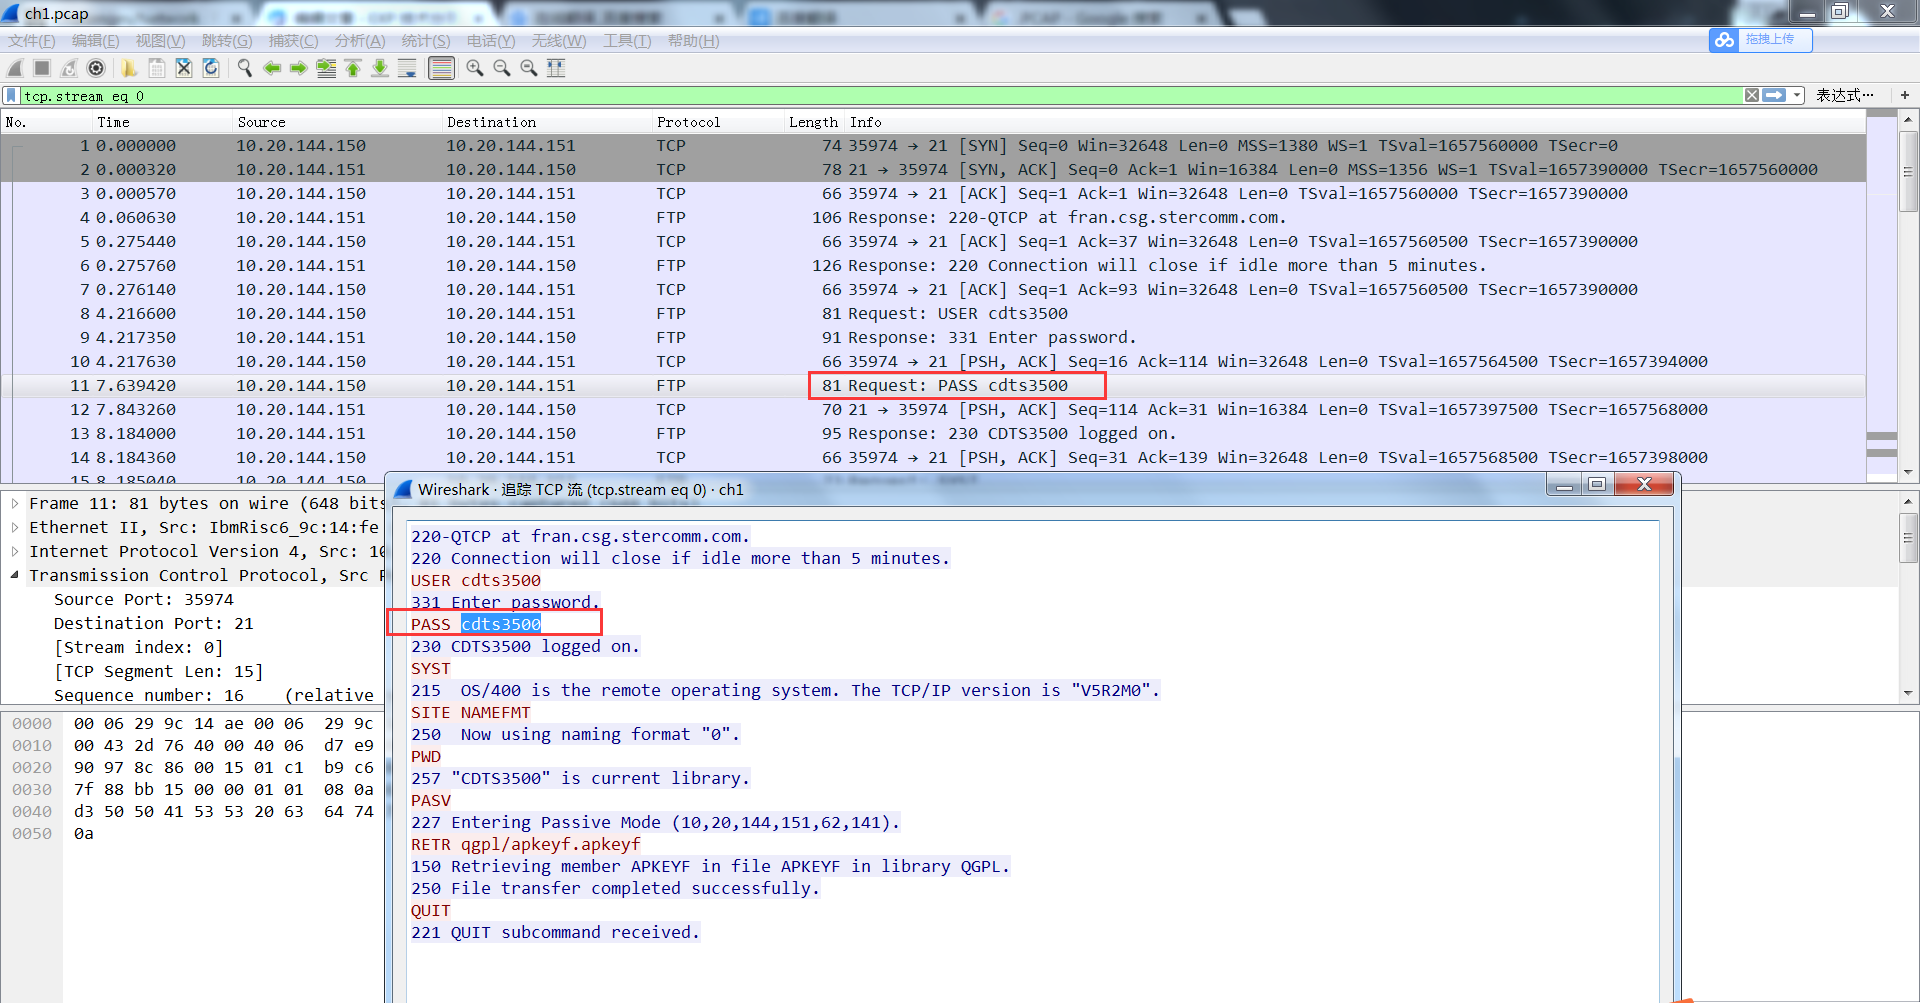 ch1.pcap
文件(F) 编辑(E) 视图(V) 跳转(G) 捕获(C) 分析(A) 统计(S) 电话(Y) 无线(W) 工具(T) 帮助(H)
拖拽上传
tcp.stream eq 0
表达式… +
No. Time Source Destination Protocol Length Info
1 0.000000 10.20.144.150 10.20.144.151 TCP 74 35974 → 21 [SYN] Seq=0 Win=32648 Len=0 MSS=1380 WS=1 TSval=1657560000 TSecr=0
2 0.000320 10.20.144.151 10.20.144.150 TCP 78 21 → 35974 [SYN, ACK] Seq=0 Ack=1 Win=16384 Len=0 MSS=1356 WS=1 TSval=1657390000 TSecr=1657560000
3 0.000570 10.20.144.150 10.20.144.151 TCP 66 35974 → 21 [ACK] Seq=1 Ack=1 Win=32648 Len=0 TSval=1657560000 TSecr=1657390000
4 0.060630 10.20.144.151 10.20.144.150 FTP 106 Response: 220-QTCP at fran.csg.stercomm.com.
5 0.275440 10.20.144.150 10.20.144.151 TCP 66 35974 → 21 [ACK] Seq=1 Ack=37 Win=32648 Len=0 TSval=1657560500 TSecr=1657390000
6 0.275760 10.20.144.151 10.20.144.150 FTP 126 Response: 220 Connection will close if idle more than 5 minutes.
7 0.276140 10.20.144.150 10.20.144.151 TCP 66 35974 → 21 [ACK] Seq=1 Ack=93 Win=32648 Len=0 TSval=1657560500 TSecr=1657390000
8 4.216600 10.20.144.150 10.20.144.151 FTP 81 Request: USER cdts3500
9 4.217350 10.20.144.151 10.20.144.150 FTP 91 Response: 331 Enter password.
10 4.217630 10.20.144.150 10.20.144.151 TCP 66 35974 → 21 [PSH, ACK] Seq=16 Ack=114 Win=32648 Len=0 TSval=1657564500 TSecr=1657394000
11 7.639420 10.20.144.150 10.20.144.151 FTP 81 Request: PASS cdts3500
12 7.843260 10.20.144.151 10.20.144.150 TCP 70 21 → 35974 [PSH, ACK] Seq=114 Ack=31 Win=16384 Len=0 TSval=1657397500 TSecr=1657568000
13 8.184000 10.20.144.151 10.20.144.150 FTP 95 Response: 230 CDTS3500 logged on.
14 8.184360 10.20.144.150 10.20.144.151 TCP 66 35974 → 21 [PSH, ACK] Seq=31 Ack=139 Win=32648 Len=0 TSval=1657568500 TSecr=1657398000
15 8.185040 10.20.144.150
Frame 11: 81 bytes on wire (648 bits
Ethernet II, Src: IbmRisc6_9c:14:fe
Internet Protocol Version 4, Src: 10
Transmission Control Protocol, Src P
Source Port: 35974
Destination Port: 21
[Stream index: 0]
[TCP Segment Len: 15]
Sequence number: 16 (relative
0000 00 06 29 9c 14 ae 00 06 29 9c
0010 00 43 2d 76 40 00 40 06 d7 e9
0020 90 97 8c 86 00 15 01 c1 b9 c6
0030 7f 88 bb 15 00 00 01 01 08 0a
0040 d3 50 50 41 53 53 20 63 64 74
0050 0a
Wireshark · 追踪 TCP 流 (tcp.stream eq 0) · ch1
220-QTCP at fran.csg.stercomm.com.
220 Connection will close if idle more than 5 minutes.
USER cdts3500
331 Enter password.
PASS cdts3500
230 CDTS3500 logged on.
SYST
215  OS/400 is the remote operating system. The TCP/IP version is "V5R2M0".
SITE NAMEFMT
250  Now using naming format "0".
PWD
257 "CDTS3500" is current library.
PASV
227 Entering Passive Mode (10,20,144,151,62,141).
RETR qgpl/apkeyf.apkeyf
150 Retrieving member APKEYF in file APKEYF in library QGPL.
250 File transfer completed successfully.
QUIT
221 QUIT subcommand received.